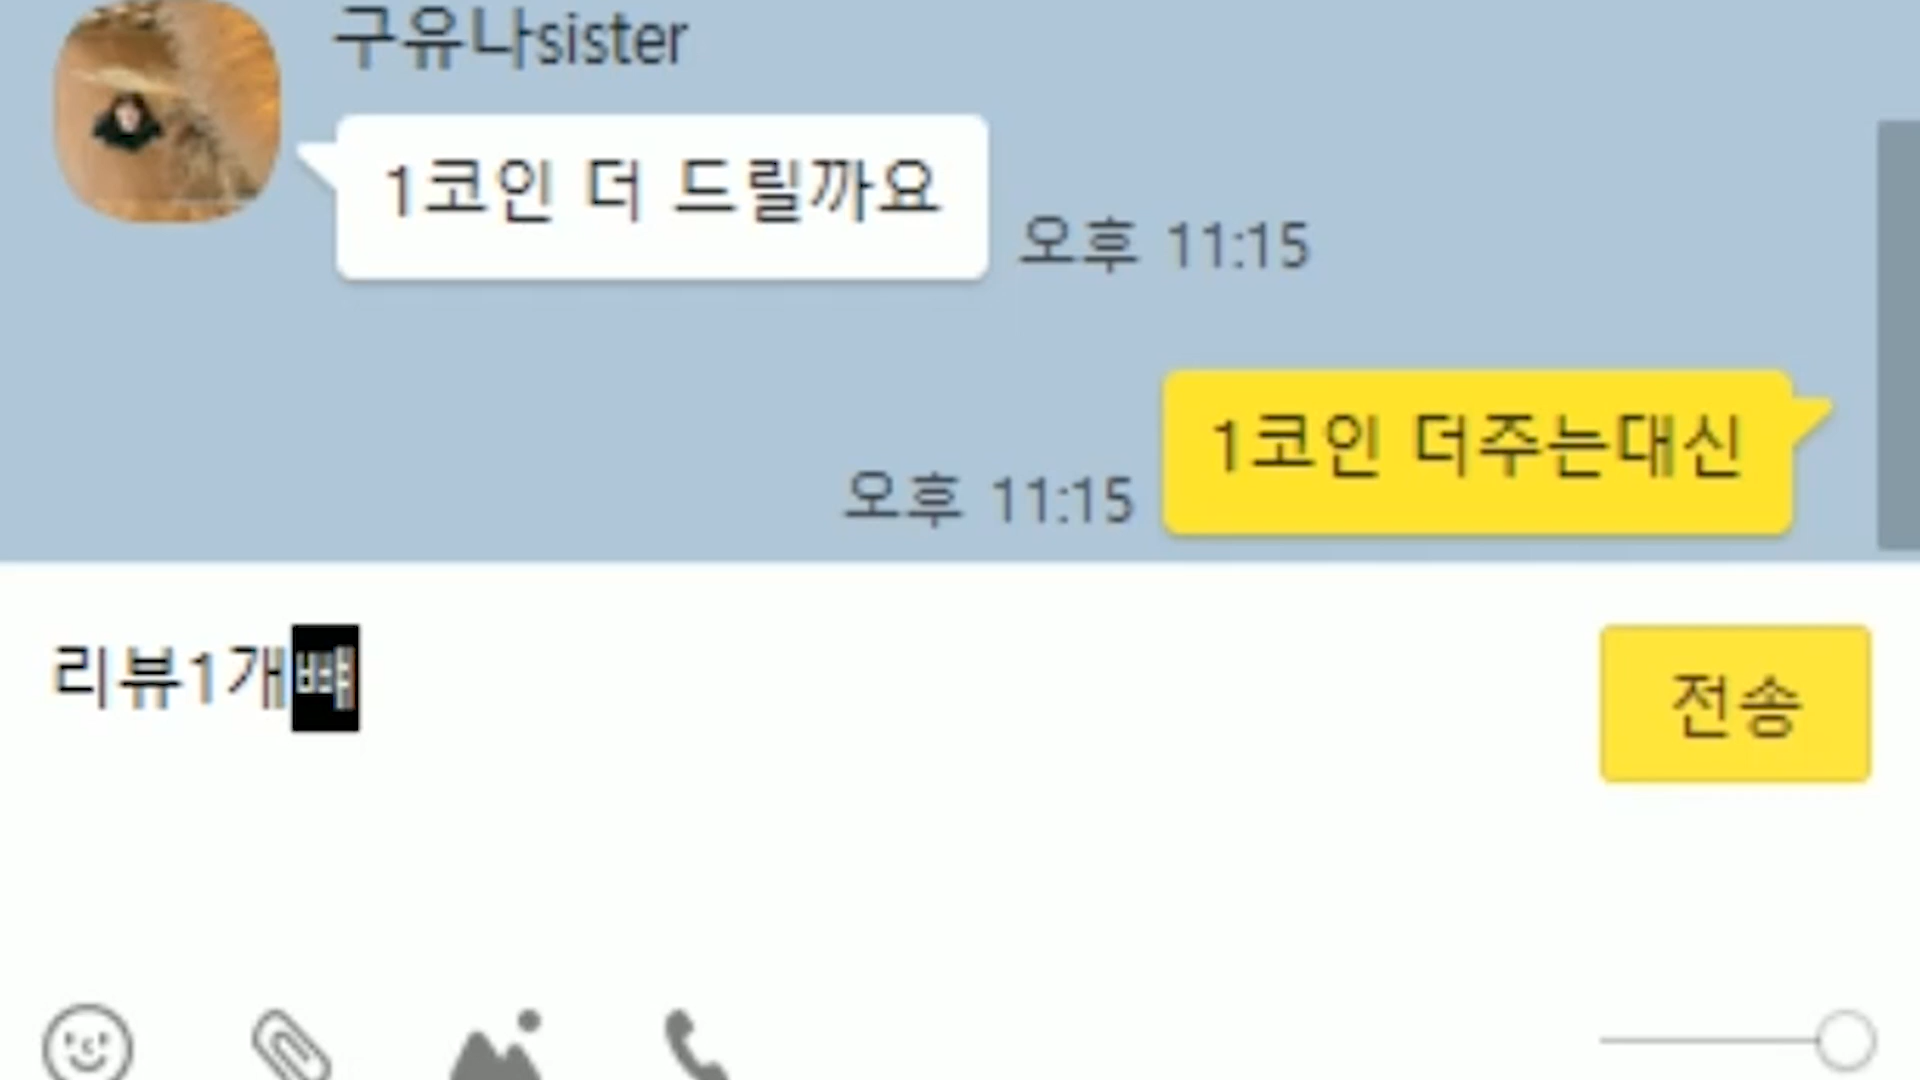 구유나sister
1코인 더 드릴까요
오후 11:15
1코인 더주는대신
오후 11:15
리뷰1개빼
전송